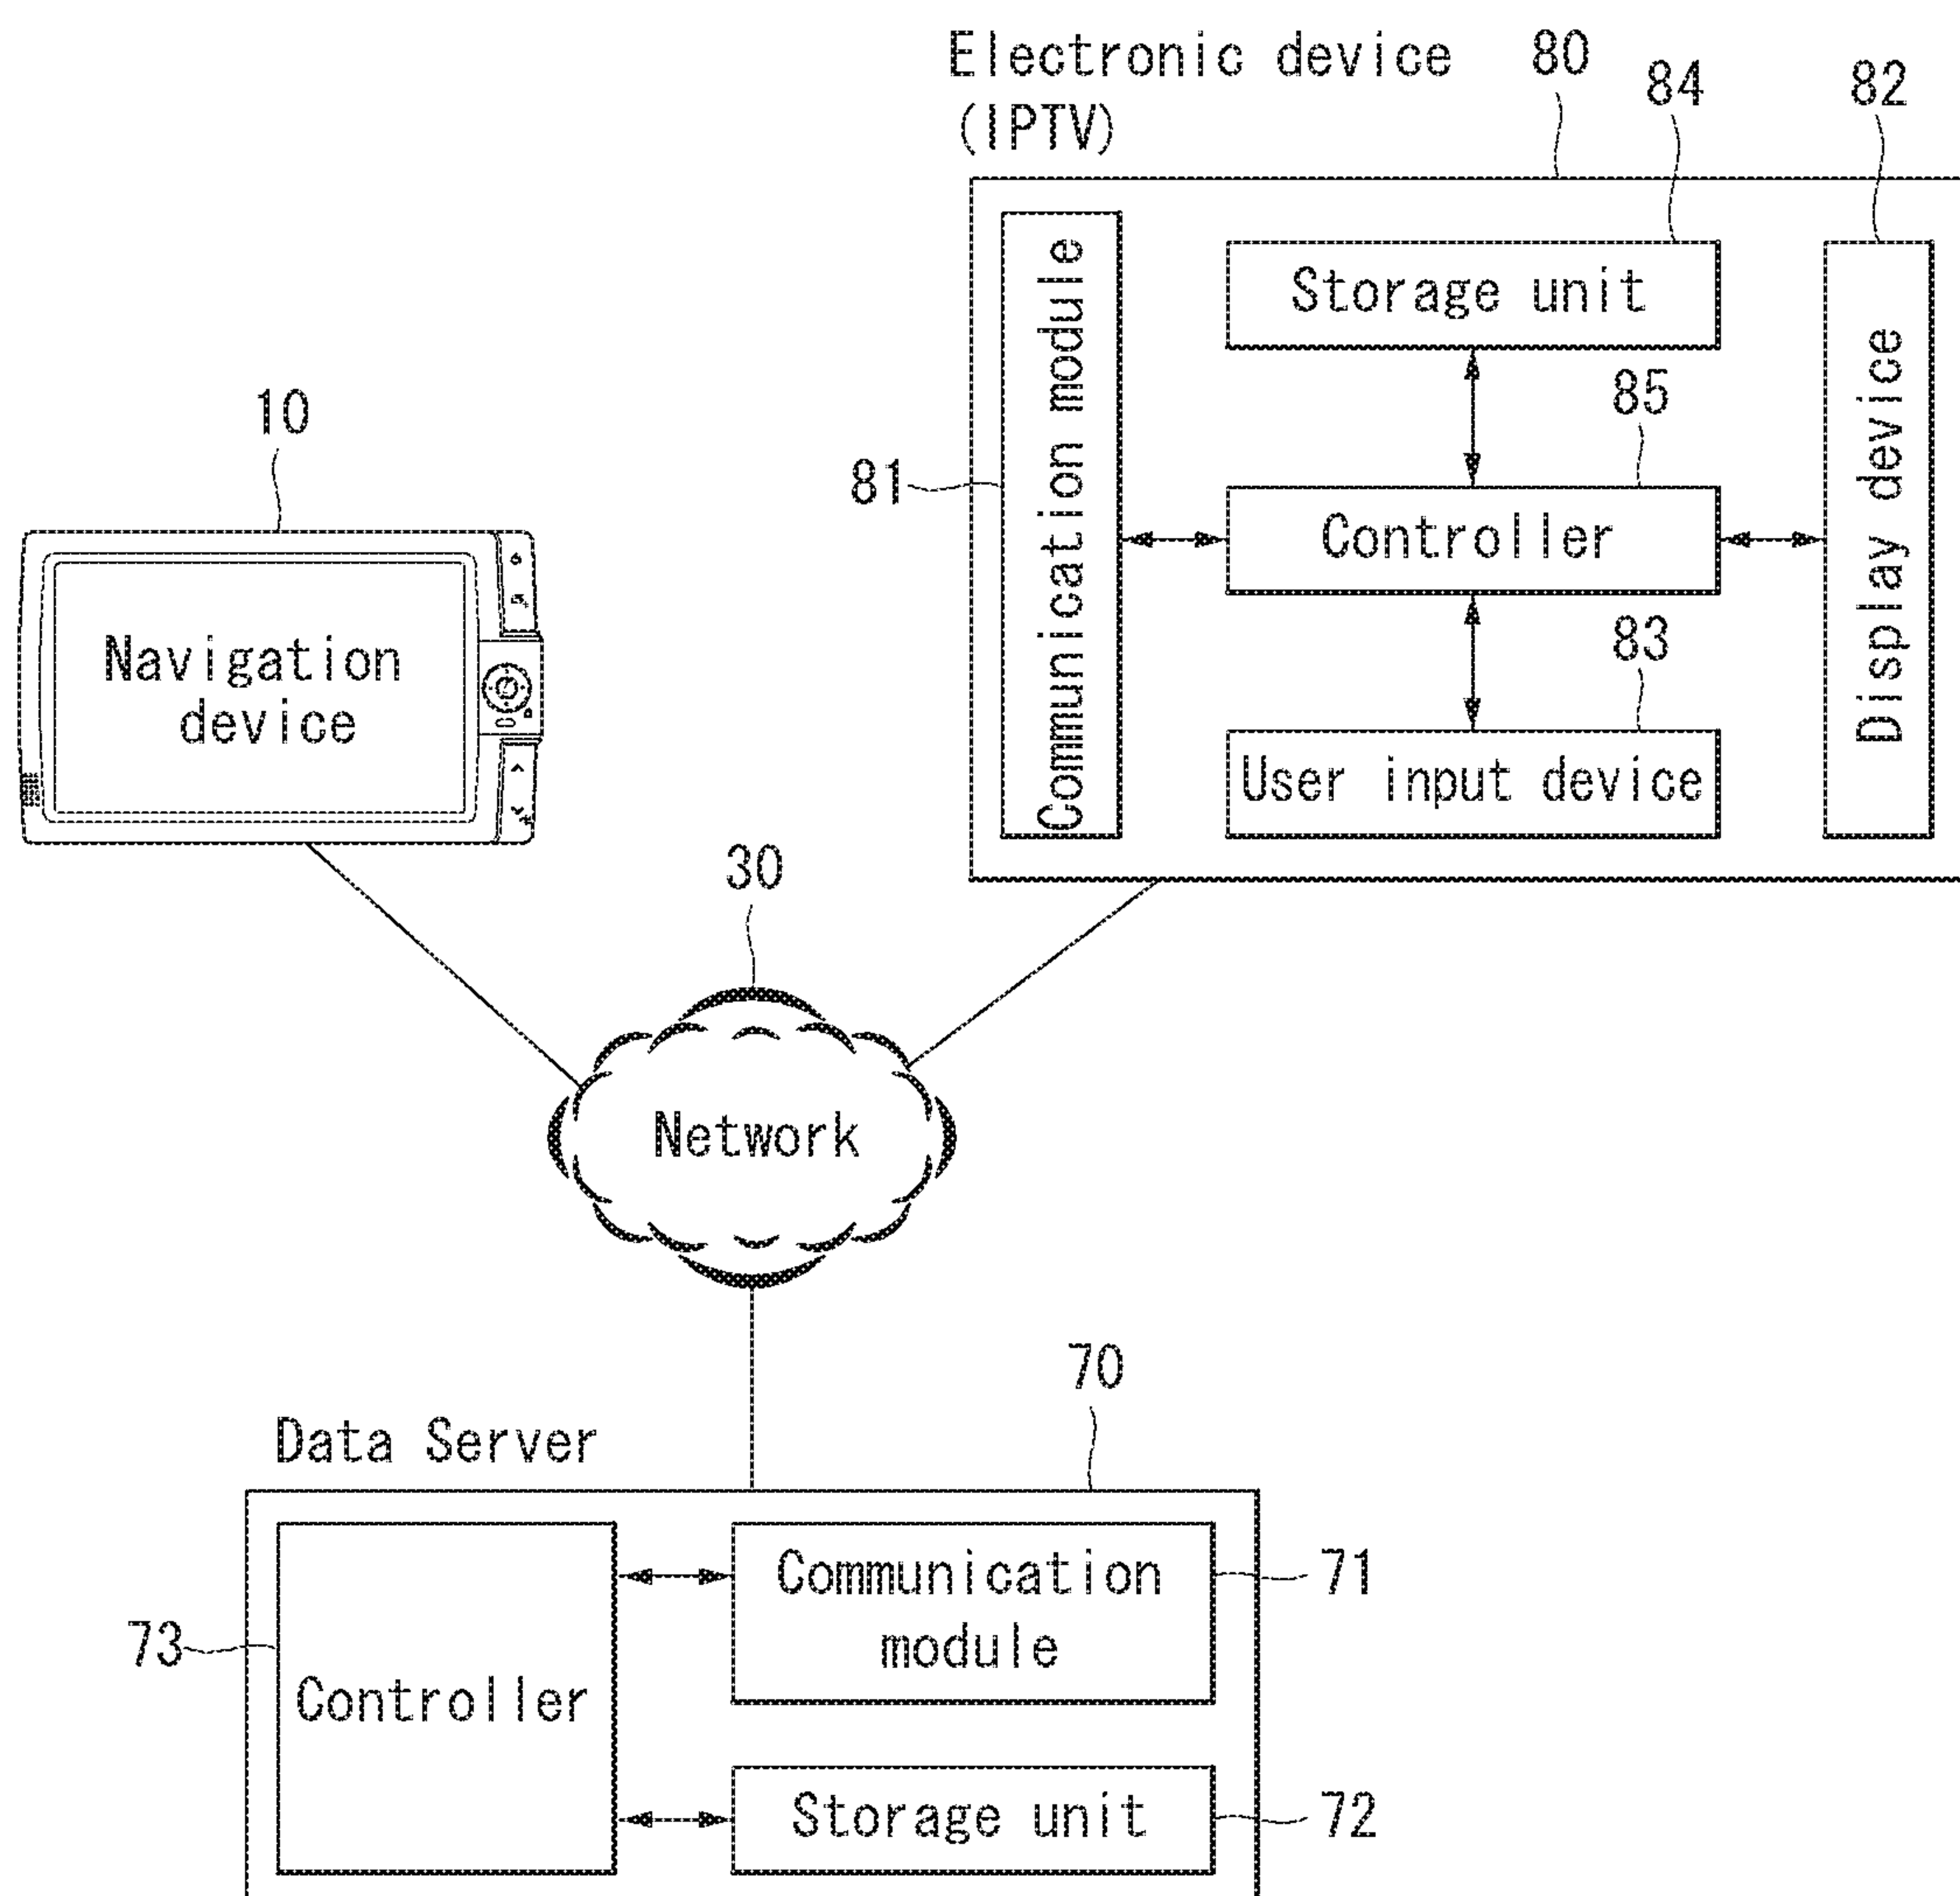 Electronic device 80
(IPTV)
84
82
Communication module
Storage unit
Display device
85
10
81
Controller
83
Navigation
device
User input device
30
Network
70
Data Server
Communication
module
71
73
Controller
Storage unit
72